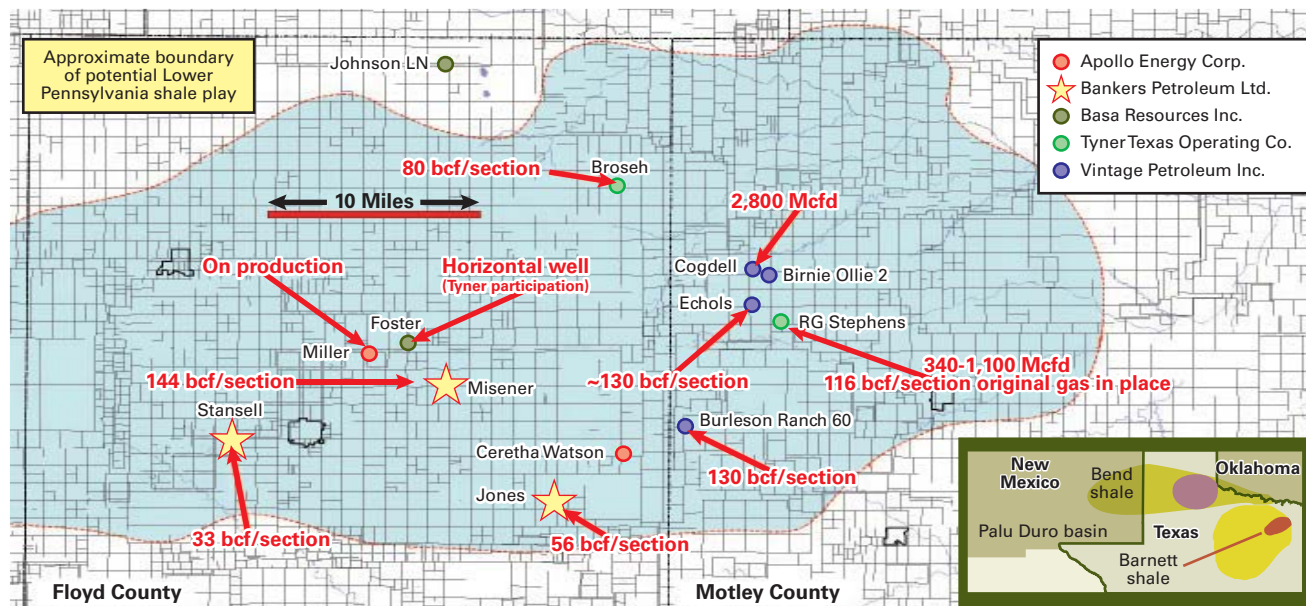 Approximate boundary
of potential Lower
Pennsylvania shale play
Johnson LN
Apollo Energy Corp.
Bankers Petroleum Ltd.
Basa Resources Inc.
Tyner Texas Operating Co.
Vintage Petroleum Inc.
80 bcf/section
Broseh
10 Miles
2,800 Mcfd
On production
Horizontal well
(Tyner participation)
Cogdell
Birnie Ollie 2
Echols
RG Stephens
Foster
Miller
144 bcf/section
Misener
~130 bcf/section
340-1,100 Mcfd
116 bcf/section original gas in place
Stansell
Burleson Ranch 60
Ceretha Watson
130 bcf/section
Jones
33 bcf/section
56 bcf/section
Floyd County
Motley County
New
Mexico
Bend
shale
Oklahoma
Palu Duro basin
Texas
Barnett
shale